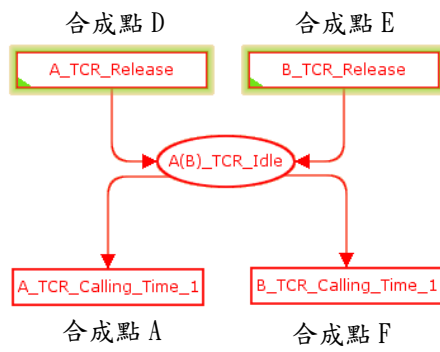 合成點 D
合成點 E
A_TCR_Release
B_TCR_Release
A(B)_TCR_Idle
A_TCR_Calling_Time_1
B_TCR_Calling_Time_1
合成點 A
合成點 F